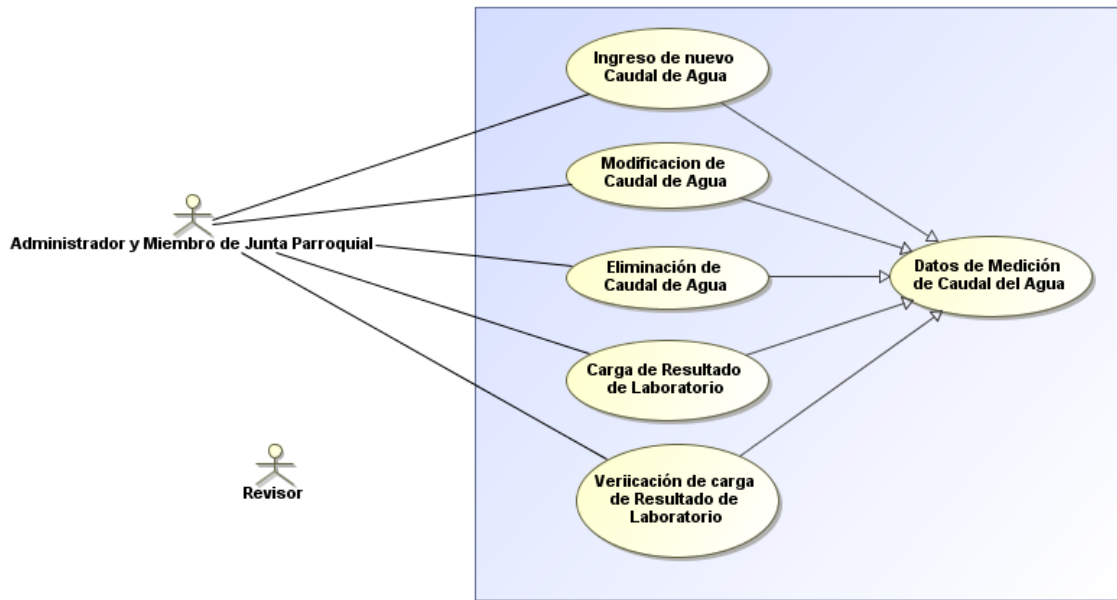 Ingreso de nuevo
Caudal de Agua
Modificacion de
Caudal de Agua
Administrador y Miembro de Junta Parroquial
Eliminación de
Caudal de Agua
Datos de Medición
de Caudal del Agua
Carga de Resultado
de Laboratorio
Revisor
Veriicación de carga
de Resultado de
Laboratorio